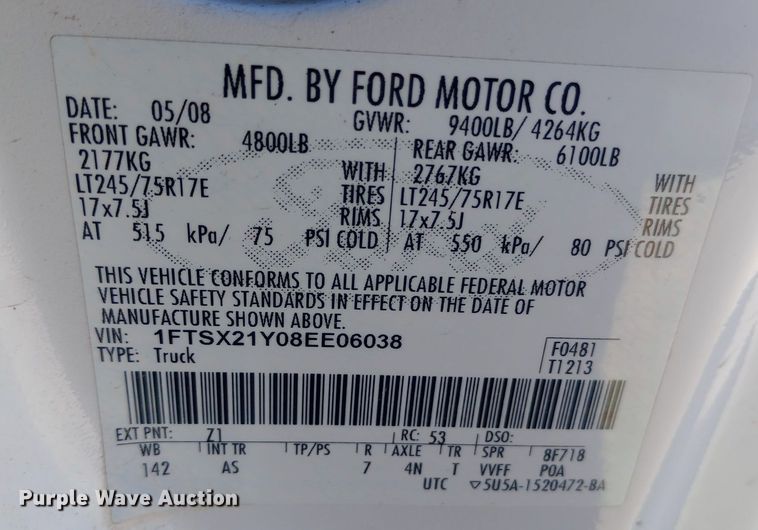 MFD. BY FORD MOTOR CO.
DATE: 05/08 GVWR: 9400LB/ 4264KG
FRONT GAWR: 4800LB REAR GAWR: 6100LB
2177KG WITH 2767KG WITH
LT245/75R17E TIRES LT245/75R17E TIRES
17x7.5J RIMS 17x7.5J RIMS
AT 515 kPa/ 75 PSI COLD AT 550 kPa/ 80 PSI COLD
Ford
THIS VEHICLE CONFORMS TO ALL APPLICABLE FEDERAL MOTOR
VEHICLE SAFETY STANDARDS IN EFFECT ON THE DATE OF
MANUFACTURE SHOWN ABOVE.
VIN: 1FTSX21Y08EE06038
TYPE: Truck
F0481
T1213
EXT PNT: Z1 RC: 53 DSO:
WB INT TR TP/PS R AXLE TR SPR 8F718
142 AS 7 4N T VVFF POA
UTC ▽5U5A-1520472-BA
Purple Wave Auction